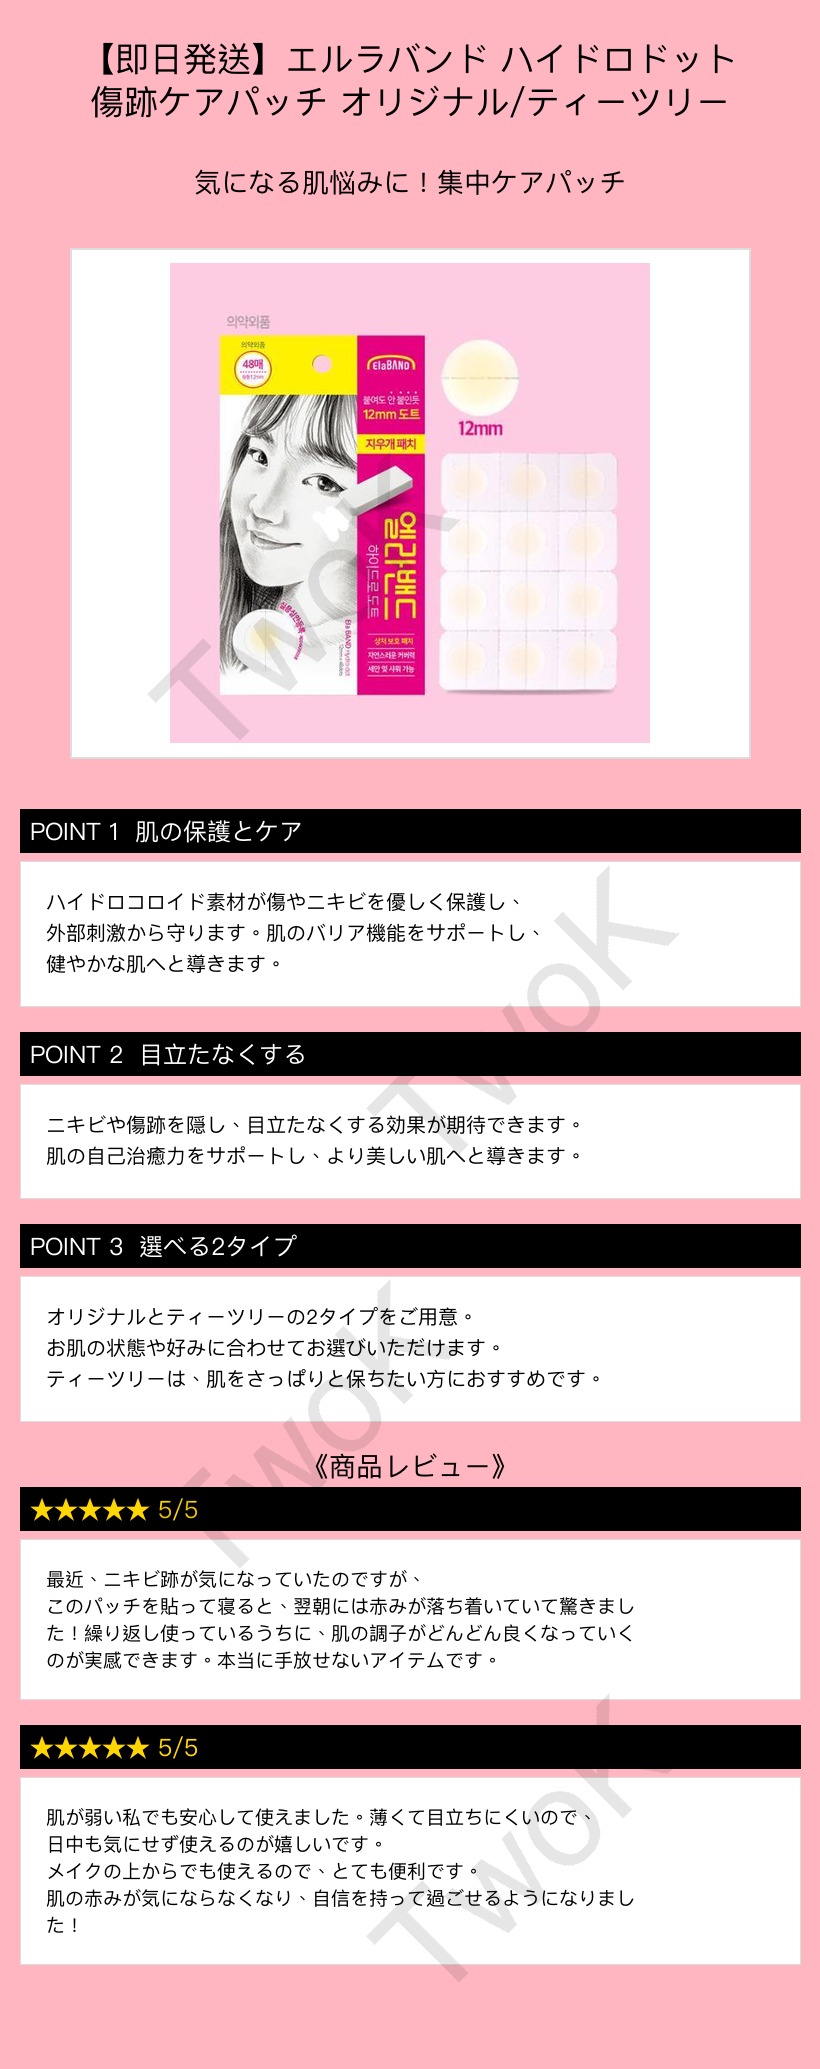 【即日発送】エルラバンド ハイドロドット
傷跡ケアパッチ オリジナル/ティーツリー
気になる肌悩みに！集中ケアパッチ
의약외품
의약외품
48매
ElaBAND
붙여도 안 붙인듯
12mm 도트
지우개 패치
엘라밴드
하이드로도트
상처 보호 패치
자연스러운 커버력
세안 및 샤워 가능
Ela BAND Hydro-dot
12mm
POINT 1 肌の保護とケア
ハイドロコロイド素材が傷やニキビを優しく保護し、
外部刺激から守ります。肌のバリア機能をサポートし、
健やかな肌へと導きます。
POINT 2 目立たなくする
ニキビや傷跡を隠し、目立たなくする効果が期待できます。
肌の自己治癒力をサポートし、より美しい肌へと導きます。
POINT 3 選べる2タイプ
オリジナルとティーツリーの2タイプをご用意。
お肌の状態や好みに合わせてお選びいただけます。
ティーツリーは、肌をさっぱりと保ちたい方におすすめです。
《商品レビュー》
★★★★★ 5/5
最近、ニキビ跡が気になっていたのですが、
このパッチを貼って寝ると、翌朝には赤みが落ち着いていて驚きまし
た！繰り返し使っているうちに、肌の調子がどんどん良くなっていく
のが実感できます。本当に手放せないアイテムです。
★★★★★ 5/5
肌が弱い私でも安心して使えました。薄くて目立ちにくいので、
日中も気にせず使えるのが嬉しいです。
メイクの上からでも使えるので、とても便利です。
肌の赤みが気にならなくなり、自信を持って過ごせるようになりまし
た！
TwoK
TwoK
TwoK
TwoK